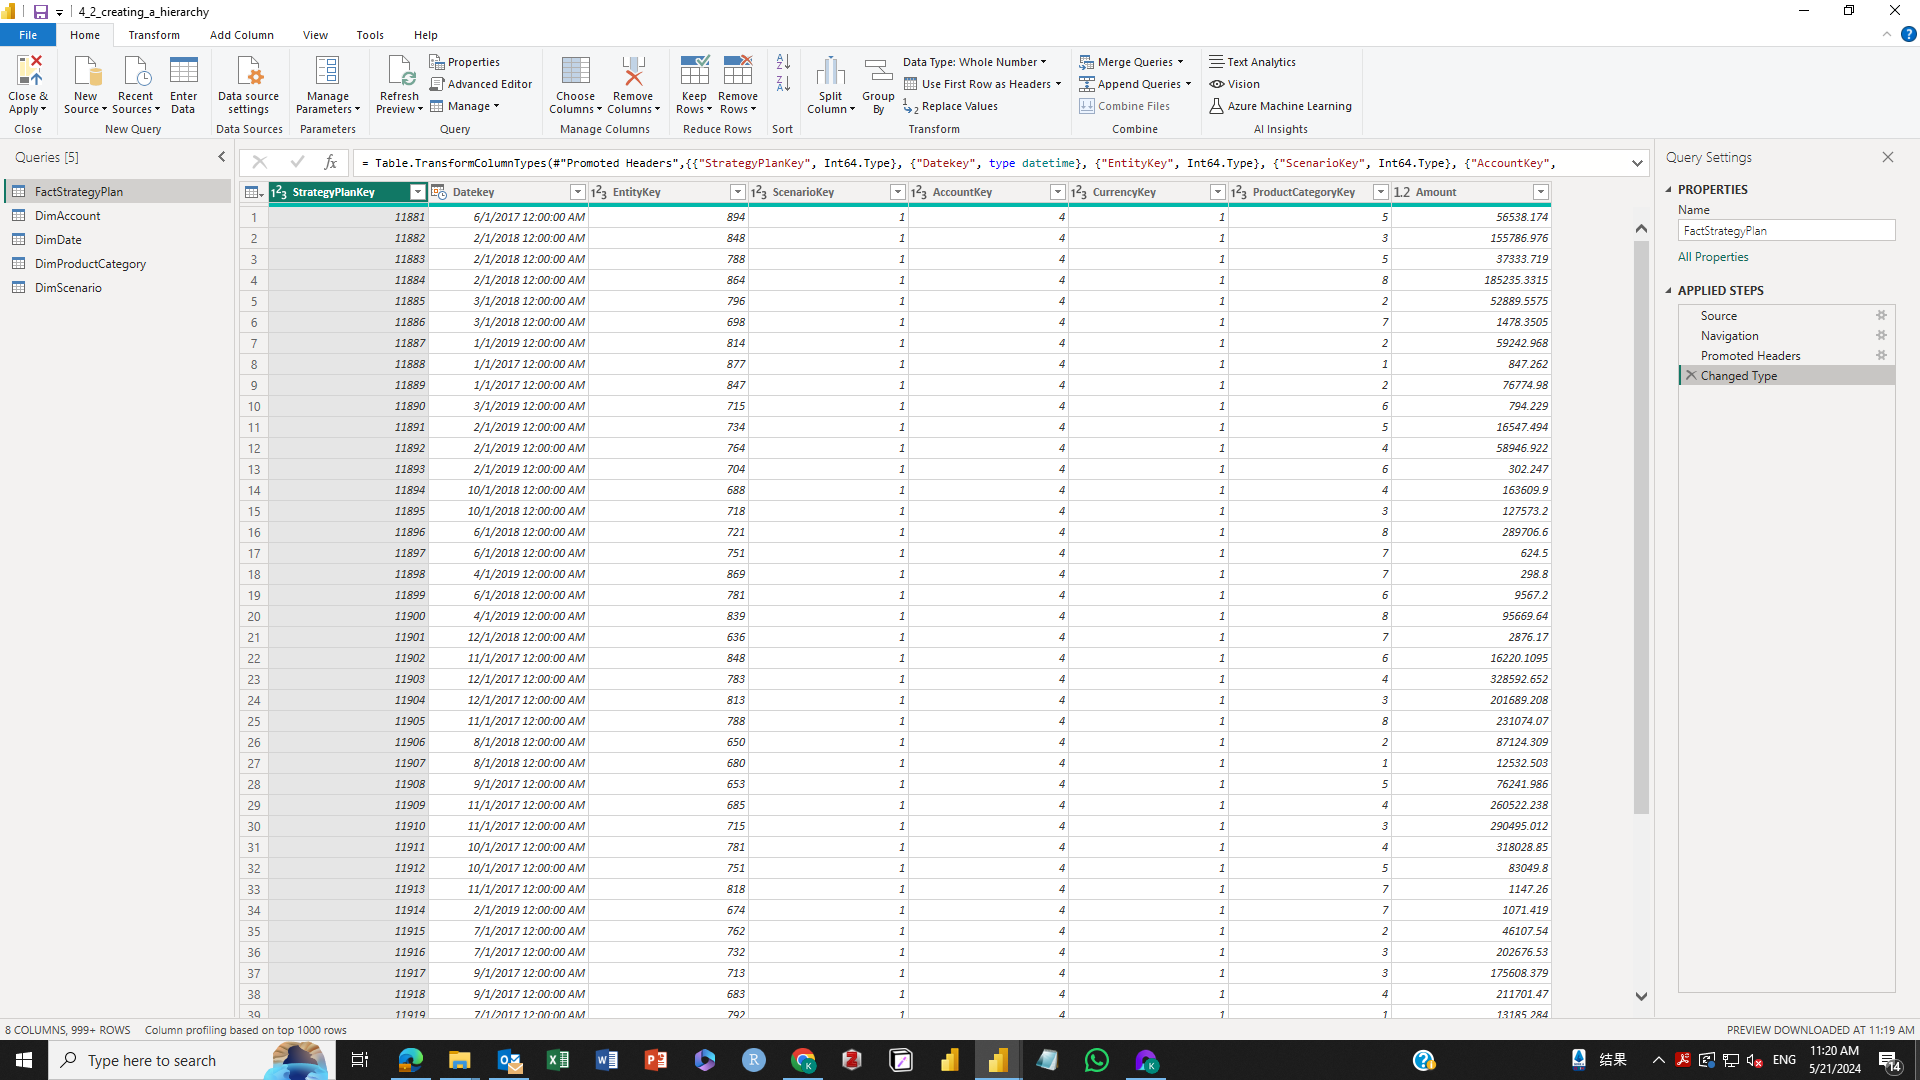 4_2_creating_a_hierarchy
File Home Transform Add Column View Tools Help
Close & Apply
New Source Recent Sources Enter Data
Data source settings
Manage Parameters
Refresh Preview Properties Advanced Editor Manage
Choose Columns Remove Columns
Keep Rows Remove Rows
Split Column Group By Data Type: Whole Number Use First Row as Headers Replace Values
Merge Queries Append Queries Combine Files
Text Analytics Vision Azure Machine Learning
Close New Query Data Sources Parameters Query Manage Columns Reduce Rows Sort Transform Combine AI Insights
Queries [5]
FactStrategyPlan
DimAccount
DimDate
DimProductCategory
DimScenario
= Table.TransformColumnTypes(#"Promoted Headers",{{"StrategyPlanKey", Int64.Type}, {"Datekey", type datetime}, {"EntityKey", Int64.Type}, {"ScenarioKey", Int64.Type}, {"AccountKey",
StrategyPlanKey Datekey EntityKey ScenarioKey AccountKey CurrencyKey ProductCategoryKey 1.2 Amount
1 11881 6/1/2017 12:00:00 AM 894 1 4 1 5 56538.174
2 11882 2/1/2018 12:00:00 AM 848 1 4 1 3 155786.976
3 11883 2/1/2018 12:00:00 AM 788 1 4 1 5 37333.719
4 11884 2/1/2018 12:00:00 AM 864 1 4 1 8 185235.3315
5 11885 3/1/2018 12:00:00 AM 796 1 4 1 2 52889.5575
6 11886 3/1/2018 12:00:00 AM 698 1 4 1 7 1478.3505
7 11887 1/1/2019 12:00:00 AM 814 1 4 1 2 59242.968
8 11888 1/1/2017 12:00:00 AM 877 1 4 1 1 847.262
9 11889 1/1/2017 12:00:00 AM 847 1 4 1 2 76774.98
10 11890 3/1/2019 12:00:00 AM 715 1 4 1 6 794.229
11 11891 2/1/2019 12:00:00 AM 734 1 4 1 5 16547.494
12 11892 2/1/2019 12:00:00 AM 764 1 4 1 4 58946.922
13 11893 2/1/2019 12:00:00 AM 704 1 4 1 6 302.247
14 11894 10/1/2018 12:00:00 AM 688 1 4 1 4 163609.9
15 11895 10/1/2018 12:00:00 AM 718 1 4 1 3 127573.2
16 11896 6/1/2018 12:00:00 AM 721 1 4 1 8 289706.6
17 11897 6/1/2018 12:00:00 AM 751 1 4 1 7 624.5
18 11898 4/1/2019 12:00:00 AM 869 1 4 1 7 298.8
19 11899 6/1/2018 12:00:00 AM 781 1 4 1 6 9567.2
20 11900 4/1/2019 12:00:00 AM 839 1 4 1 8 95669.64
21 11901 12/1/2018 12:00:00 AM 636 1 4 1 7 2876.17
22 11902 11/1/2017 12:00:00 AM 848 1 4 1 6 16220.1095
23 11903 12/1/2017 12:00:00 AM 783 1 4 1 4 328592.652
24 11904 12/1/2017 12:00:00 AM 813 1 4 1 3 201689.208
25 11905 11/1/2017 12:00:00 AM 788 1 4 1 8 231074.07
26 11906 8/1/2018 12:00:00 AM 650 1 4 1 2 87124.309
27 11907 8/1/2018 12:00:00 AM 680 1 4 1 1 12532.503
28 11908 9/1/2017 12:00:00 AM 653 1 4 1 5 76241.986
29 11909 11/1/2017 12:00:00 AM 685 1 4 1 4 260522.238
30 11910 11/1/2017 12:00:00 AM 715 1 4 1 3 290495.012
31 11911 10/1/2017 12:00:00 AM 781 1 4 1 4 318028.85
32 11912 10/1/2017 12:00:00 AM 751 1 4 1 5 83049.8
33 11913 11/1/2017 12:00:00 AM 818 1 4 1 7 1147.26
34 11914 2/1/2019 12:00:00 AM 674 1 4 1 7 1071.419
35 11915 7/1/2017 12:00:00 AM 762 1 4 1 2 46107.54
36 11916 7/1/2017 12:00:00 AM 732 1 4 1 3 202676.53
37 11917 9/1/2017 12:00:00 AM 713 1 4 1 3 175608.379
38 11918 9/1/2017 12:00:00 AM 683 1 4 1 4 211701.47
39 11919 7/1/2017 12:00:00 AM 792 1 4 1 1 13185.284
Query Settings
PROPERTIES
Name
FactStrategyPlan
All Properties
APPLIED STEPS
Source
Navigation
Promoted Headers
Changed Type
8 COLUMNS, 999+ ROWS Column profiling based on top 1000 rows
PREVIEW DOWNLOADED AT 11:19 AM
Type here to search
结果
ENG
11:20 AM
5/21/2024
14